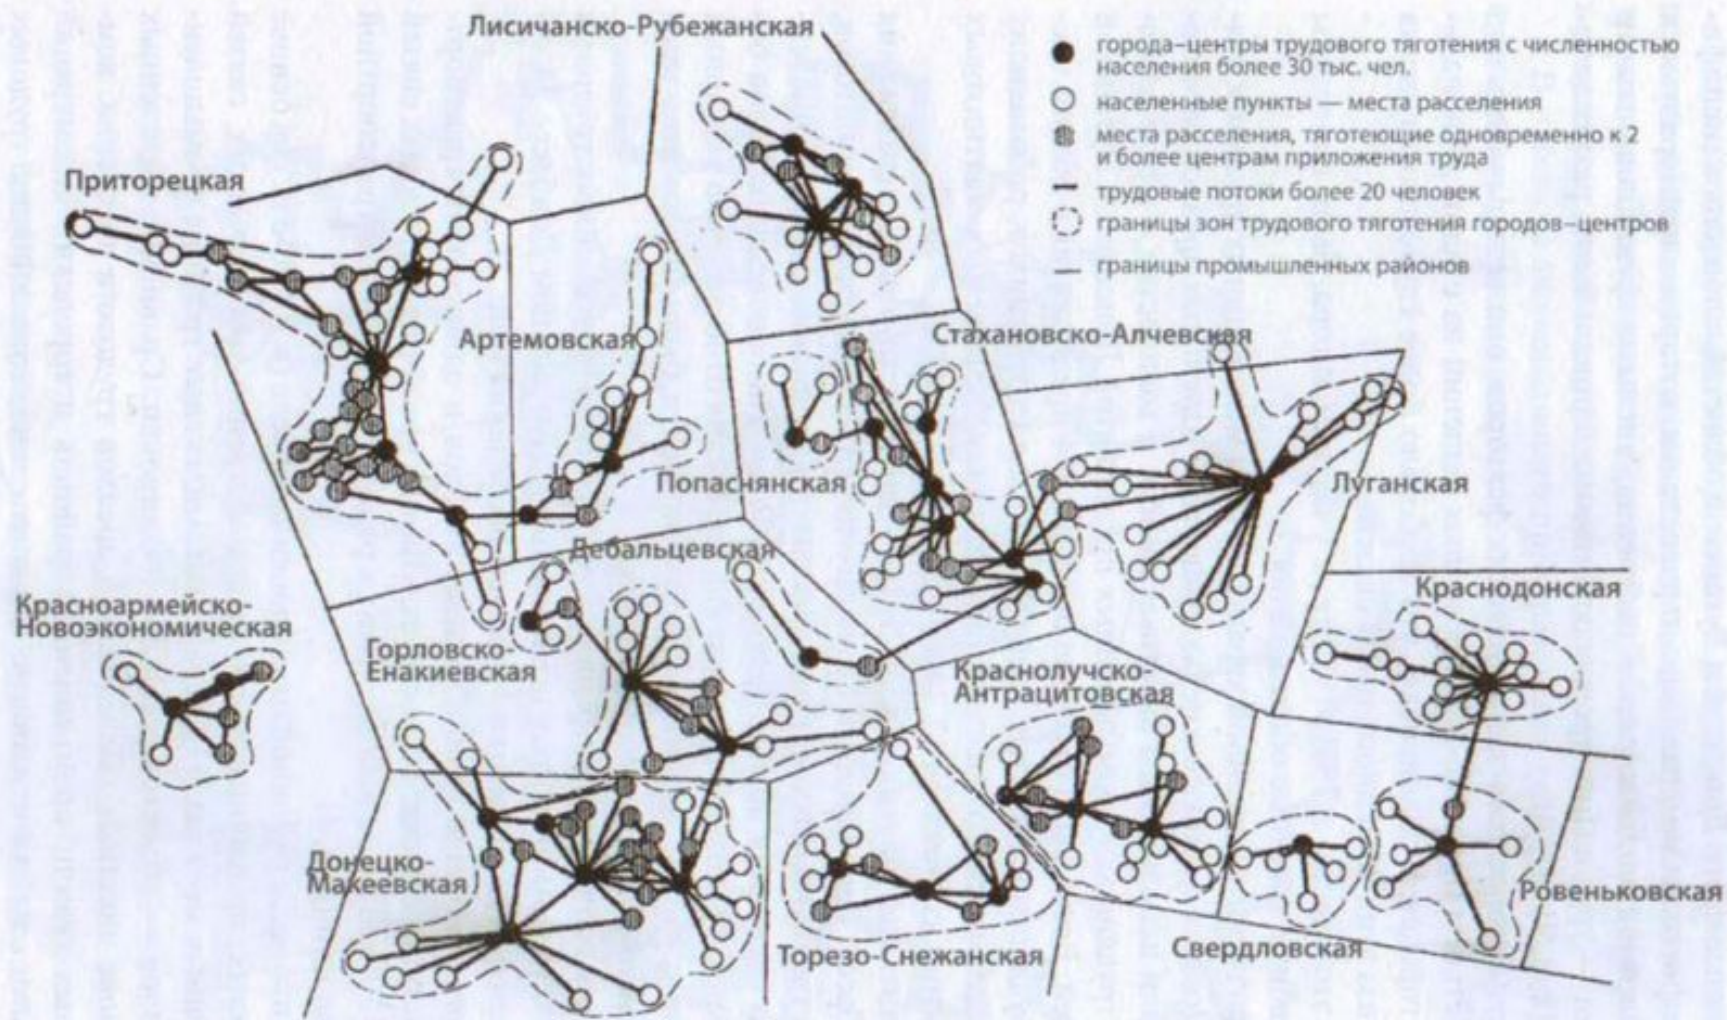 Лисичанско-Рубежанская
города-центры трудового тяготения с численностью
населения более 30 тыс. чел.
населенные пункты — места расселения
места расселения, тяготеющие одновременно к 2
и более центрам приложения труда
трудовые потоки более 20 человек
границы зон трудового тяготения городов-центров
границы промышленных районов
Приторецкая
Артемовская
Стахановско-Алчевская
Попаснянская
Луганская
Дебальцевская
Краснодонская
Красноармейско-
Новоэкономическая
Горловско-
Енакиевская
Краснолучско-
Антрацитовская
Донецко-
Макеевская
Ровеньковская
Торезо-Снежанская
Свердловская